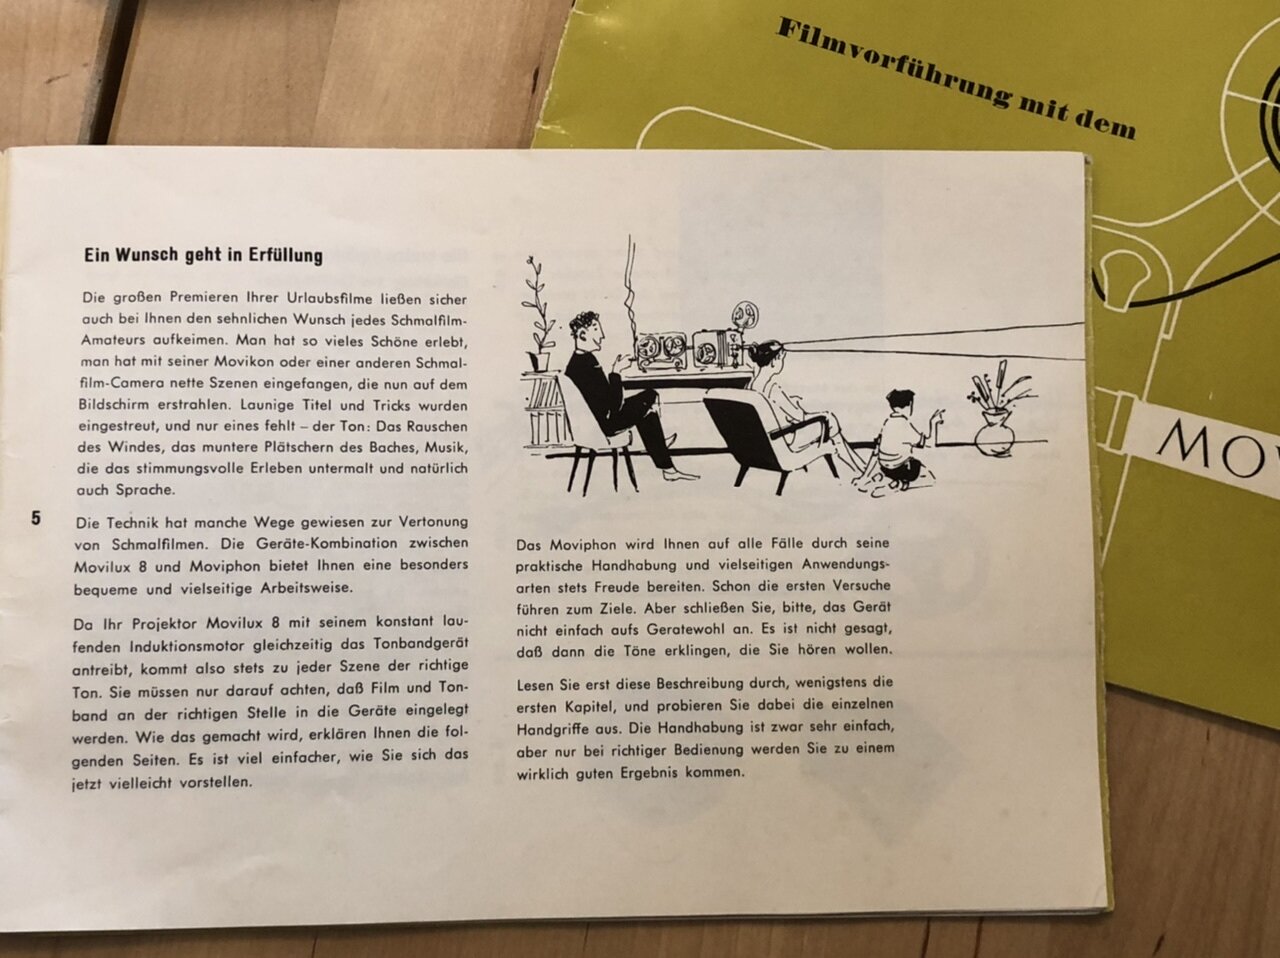 Filmvorführung mit dem
MOV
Ein Wunsch geht in Erfüllung
Die großen Premieren Ihrer Urlaubsfilme ließen sicher
auch bei Ihnen den sehnlichen Wunsch jedes Schmalfilm-
Amateurs aufkeimen. Man hat so vieles Schöne erlebt,
man hat mit seiner Movikon oder einer anderen Schmal-
film-Camera nette Szenen eingefangen, die nun auf dem
Bildschirm erstrahlen. Launige Titel und Tricks wurden
eingestreut, und nur eines fehlt – der Ton: Das Rauschen
des Windes, das muntere Plätschern des Baches, Musik,
die das stimmungsvolle Erleben untermalt und natürlich
auch Sprache.
5
Die Technik hat manche Wege gewiesen zur Vertonung
von Schmalfilmen. Die Geräte-Kombination zwischen
Movilux 8 und Moviphon bietet Ihnen eine besonders
bequeme und vielseitige Arbeitsweise.
Da Ihr Projektor Movilux 8 mit seinem konstant lau-
fenden Induktionsmotor gleichzeitig das Tonbandgerät
antreibt, kommt also stets zu jeder Szene der richtige
Ton. Sie müssen nur darauf achten, daß Film und Ton-
band an der richtigen Stelle in die Geräte eingelegt
werden. Wie das gemacht wird, erklären Ihnen die fol-
genden Seiten. Es ist viel einfacher, wie Sie sich das
jetzt vielleicht vorstellen.
Das Moviphon wird Ihnen auf alle Fälle durch seine
praktische Handhabung und vielseitigen Anwendungs-
arten stets Freude bereiten. Schon die ersten Versuche
führen zum Ziele. Aber schließen Sie, bitte, das Gerät
nicht einfach aufs Geratewohl an. Es ist nicht gesagt,
daß dann die Töne erklingen, die Sie hören wollen.
Lesen Sie erst diese Beschreibung durch, wenigstens die
ersten Kapitel, und probieren Sie dabei die einzelnen
Handgriffe aus. Die Handhabung ist zwar sehr einfach,
aber nur bei richtiger Bedienung werden Sie zu einem
wirklich guten Ergebnis kommen.